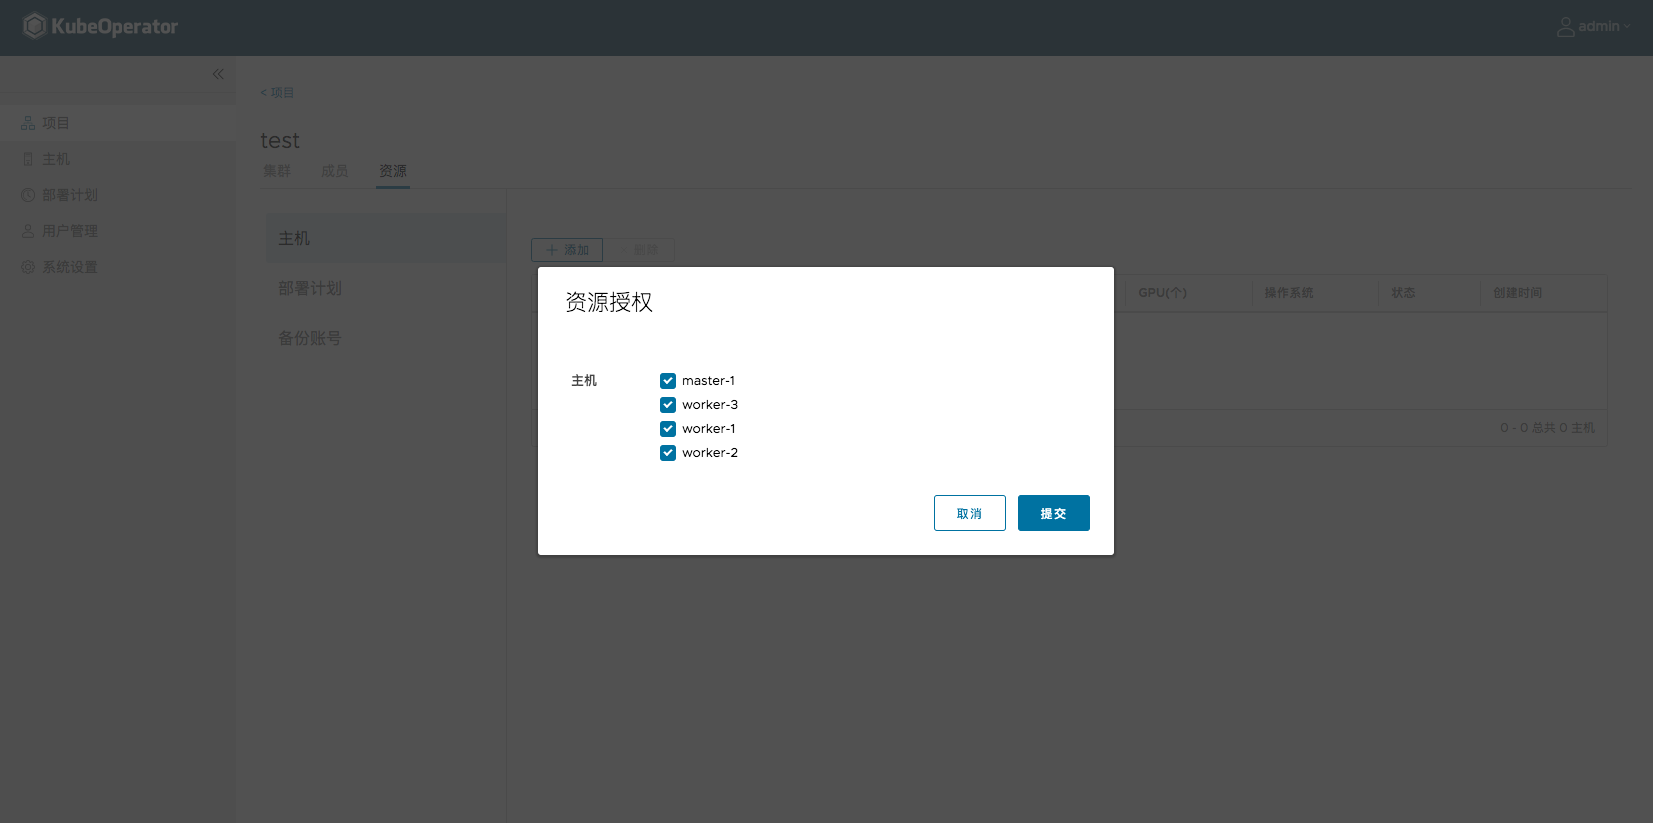 KubeOperator
admin
项目
主机
部署计划
用户管理
系统设置
< 项目
test
集群 成员 资源
主机
部署计划
备份账号
添加 删除
GPU(个) 操作系统 状态 创建时间
0 - 0 总共 0 主机
资源授权
主机
master-1
worker-3
worker-1
worker-2
取消 提交